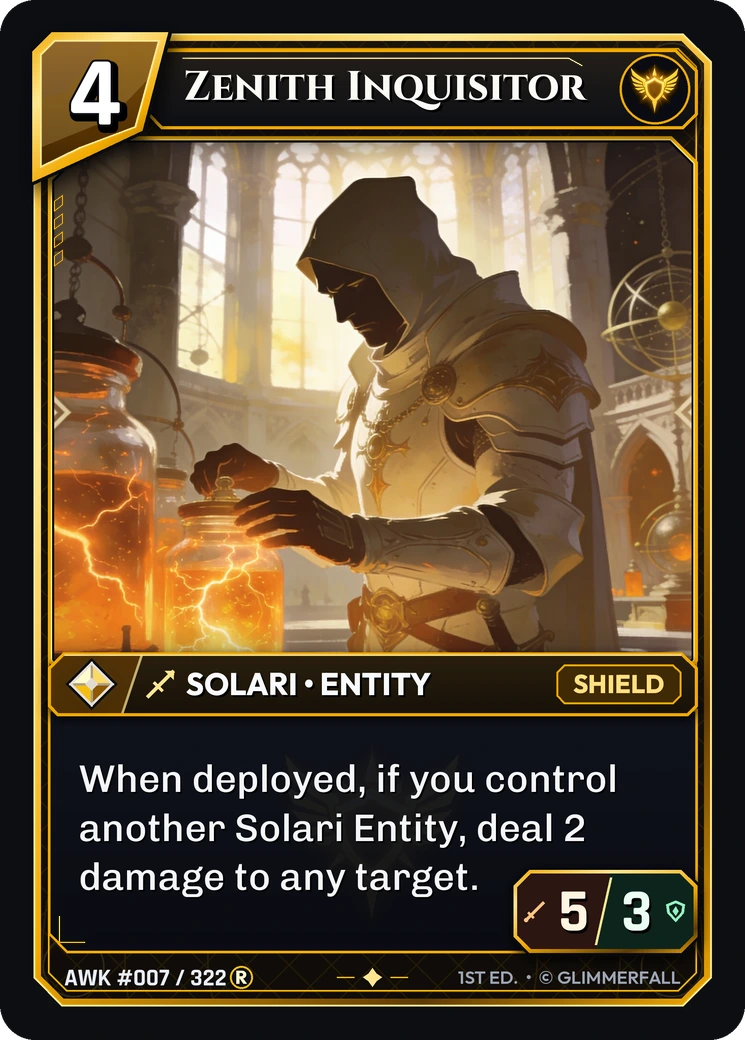 4
ZENITH INQUISITOR
SOLARI • ENTITY
SHIELD
When deployed, if you control
another Solari Entity, deal 2
damage to any target.
5 / 3
AWK #007 / 322 R
1ST ED. • © GLIMMERFALL